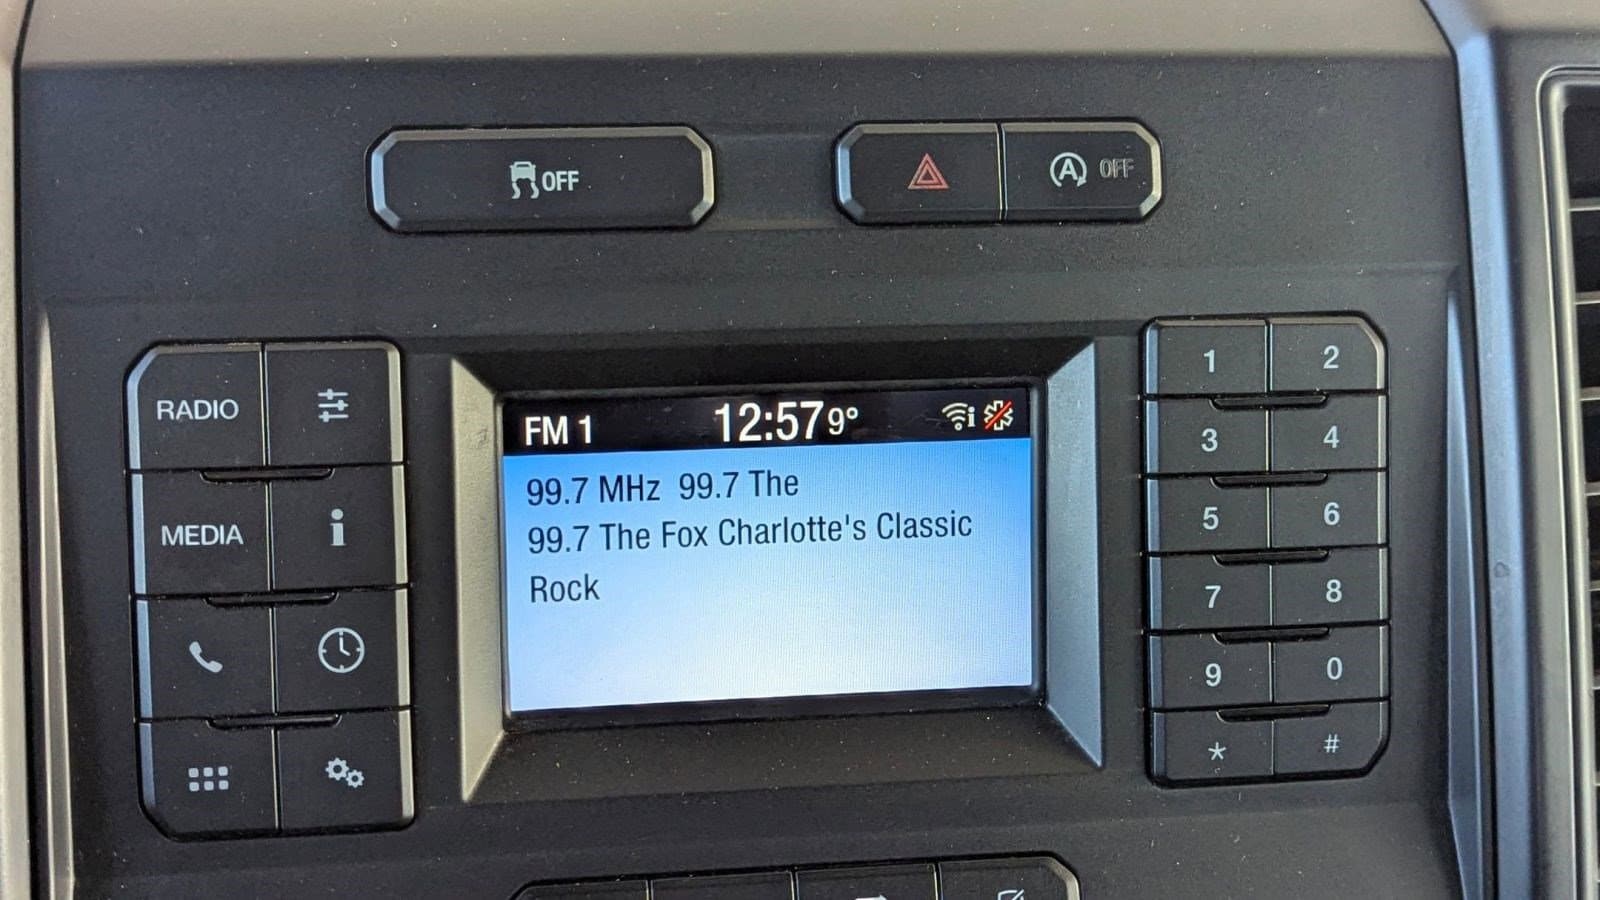 OFF
A OFF
RADIO
MEDIA
i
FM 1 12:57 9°
99.7 MHz 99.7 The
99.7 The Fox Charlotte's Classic
Rock
1 2
3 4
5 6
7 8
9 0
* #